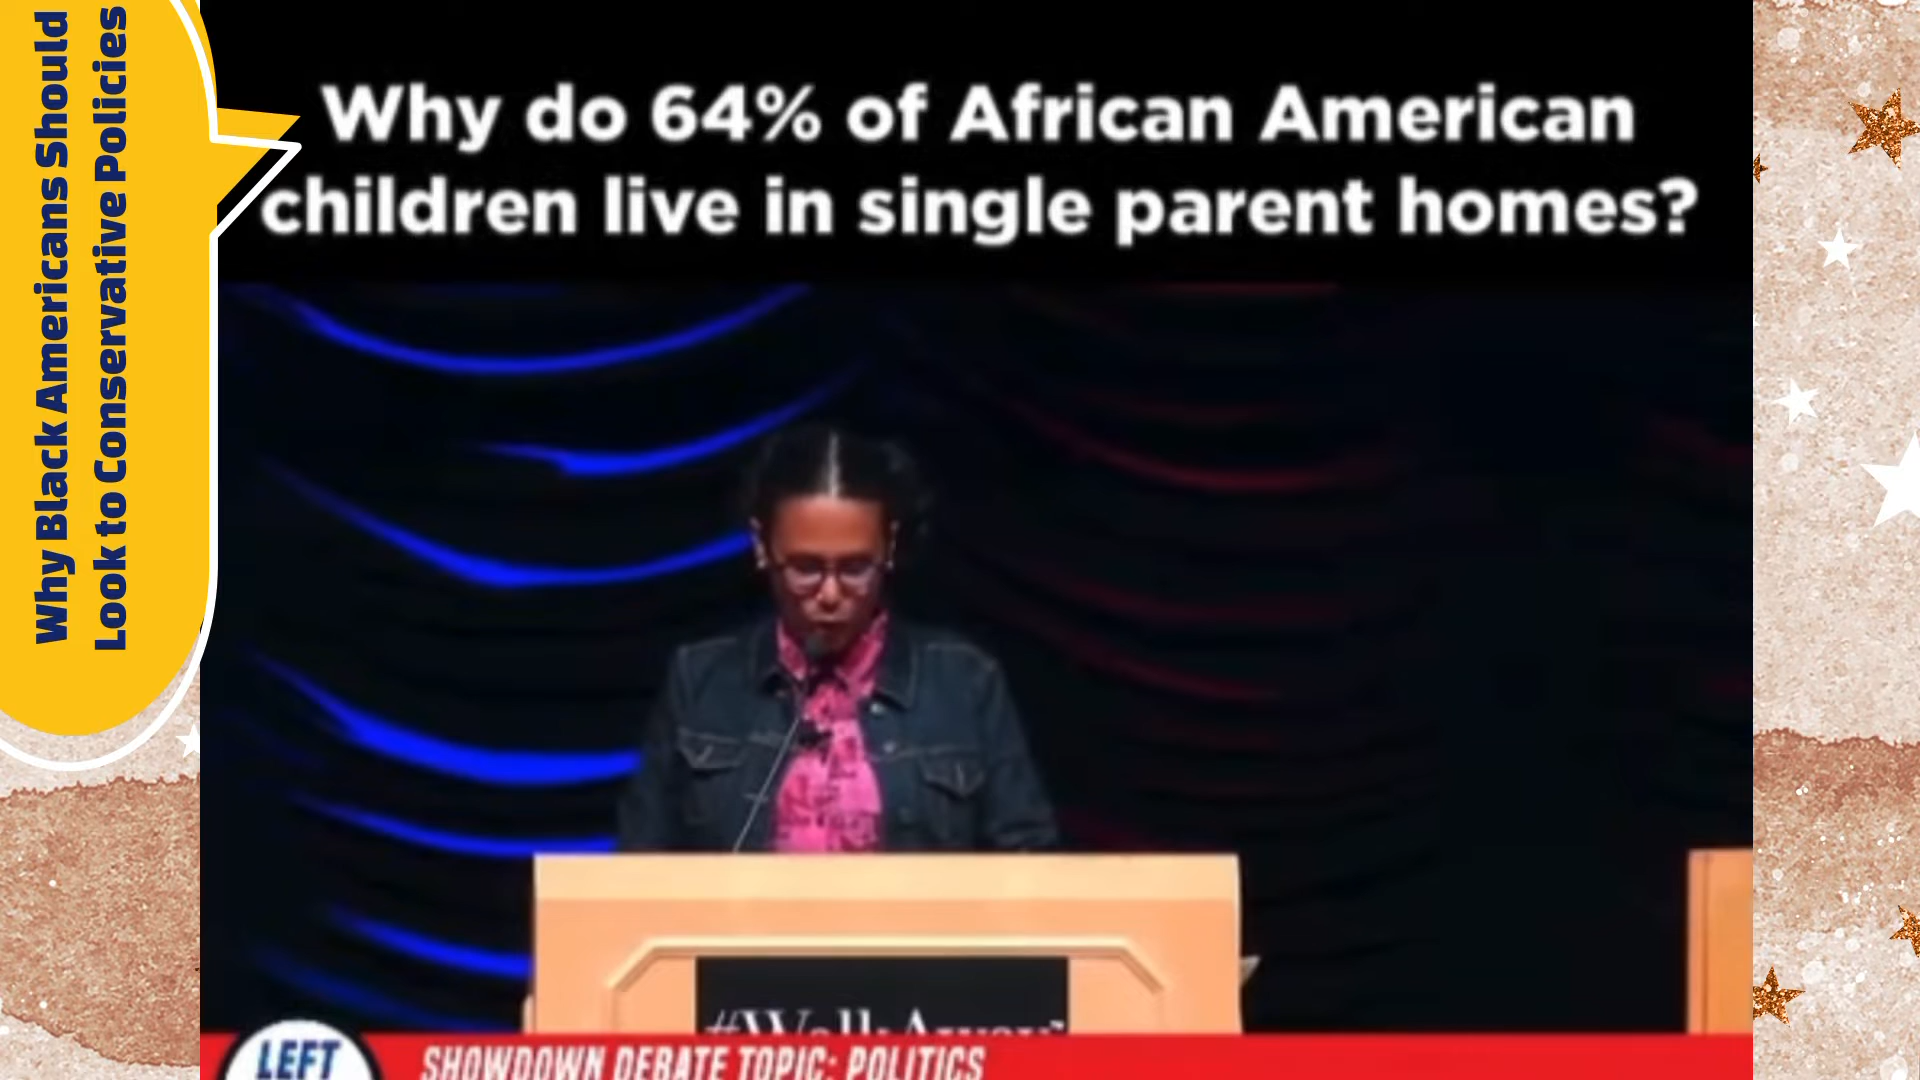 Why Black Americans Should
Look to Conservative Policies
Why do 64% of African American
children live in single parent homes?
#WalkAway
LEFT
SHOWDOWN DEBATE TOPIC: POLITICS